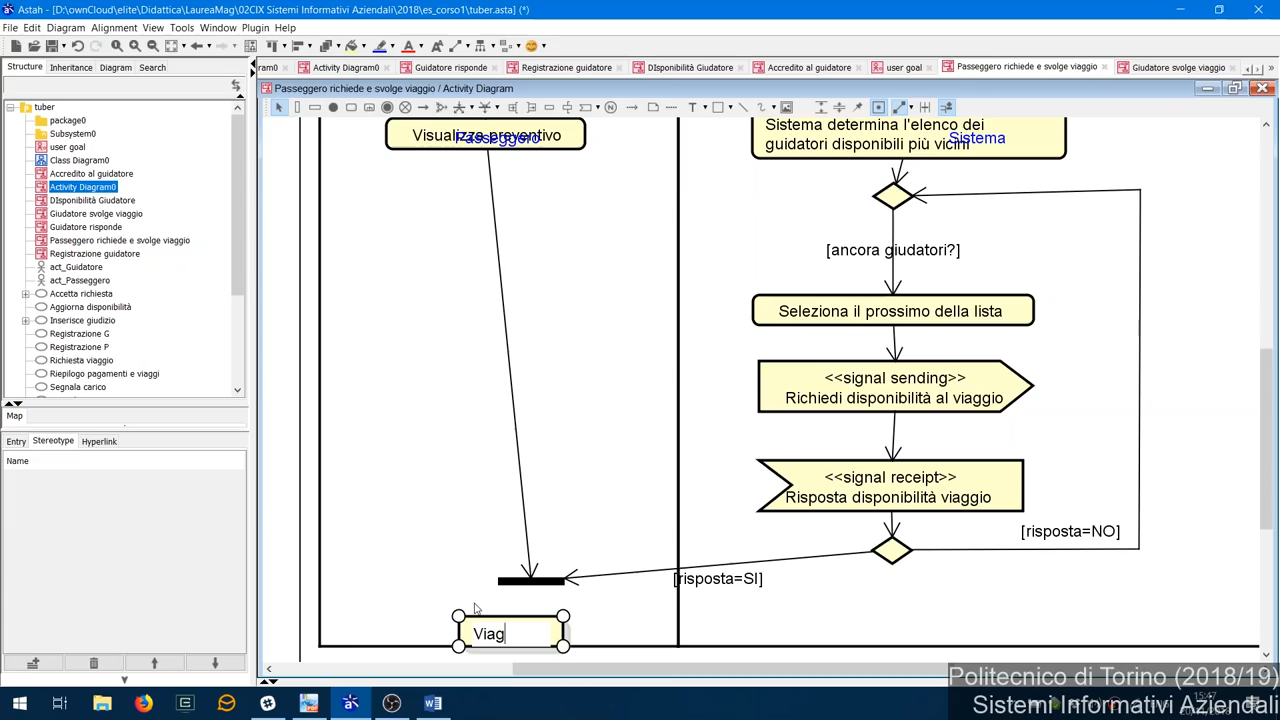 Astah - [D:\ownCloud\elite\Didattica\LaureaMag\02CIX Sistemi Informativi Aziendali\2018\es_corso1\tuber.asta]
File Edit Diagram Alignment View Tools Window Plugin Help
Structure Inheritance Diagram Search
am0 Activity Diagram0 Guidatore risponde Registrazione guidatore DIsponibilità Giudatore Accredito al guidatore user goal Passeggero richiede e svolge viaggio Giudatore svolge viaggio
Passeggero richiede e svolge viaggio / Activity Diagram
tuber
package0
Subsystem0
user goal
Class Diagram0
Accredito al guidatore
Activity Diagram0
DIsponibilità Giudatore
Giudatore svolge viaggio
Guidatore risponde
Passeggero richiede e svolge viaggio
Registrazione guidatore
act_Guidatore
act_Passeggero
Accetta richiesta
Aggiorna disponibilità
Inserisce giudizio
Registrazione G
Registrazione P
Richiesta viaggio
Riepilogo pagamenti e viaggi
Segnala carico
Map
Entry Stereotype Hyperlink
Name
Visualizza preventivo
Passeggero
Sistema determina l'elenco dei
guidatori disponibili più vicini
Sistema
[ancora giudatori?]
Seleziona il prossimo della lista
<<signal sending>>
Richiedi disponibilità al viaggio
<<signal receipt>>
Risposta disponibilità viaggio
[risposta=NO]
[risposta=SI]
Viag
Politecnico di Torino (2018/19)
Sistemi Informativi Aziendali
15:47